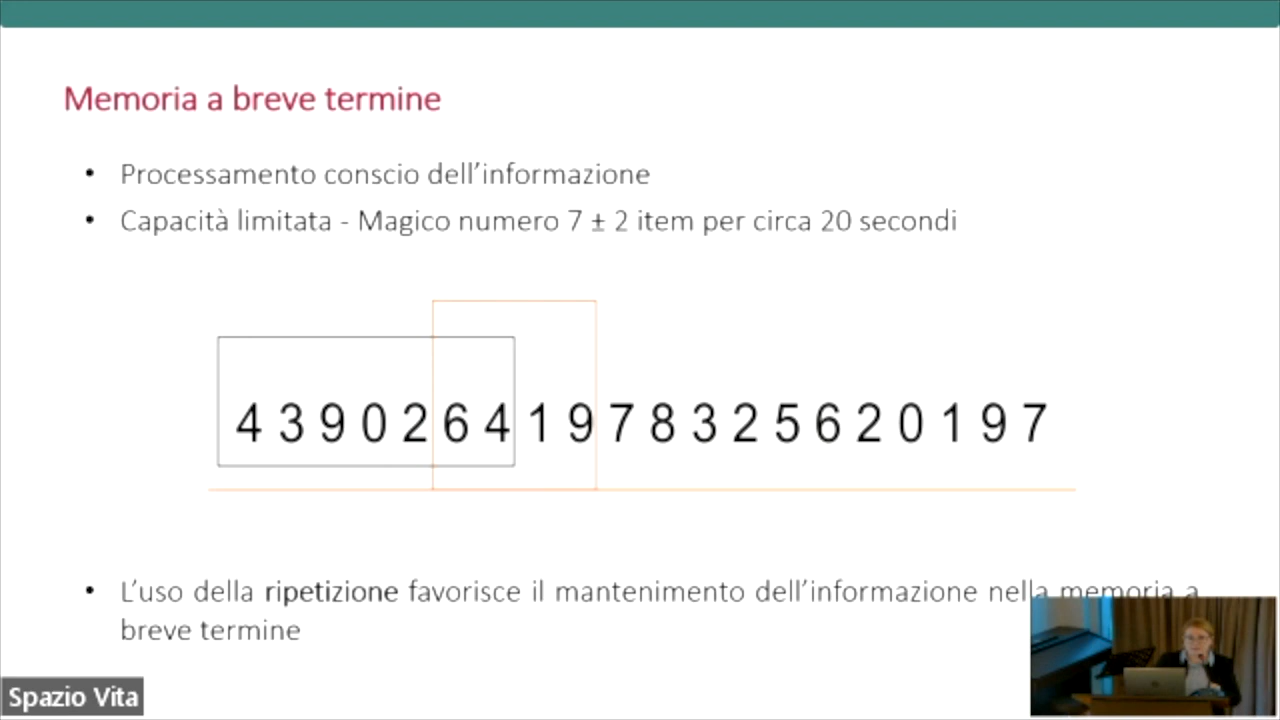 Memoria a breve termine
• Processamento conscio dell’informazione
• Capacità limitata - Magico numero 7 ± 2 item per circa 20 secondi
4 3 9 0 2 6 4 1 9 7 8 3 2 5 6 2 0 1 9 7
• L’uso della ripetizione favorisce il mantenimento dell’informazione nella memoria a
breve termine
Spazio Vita